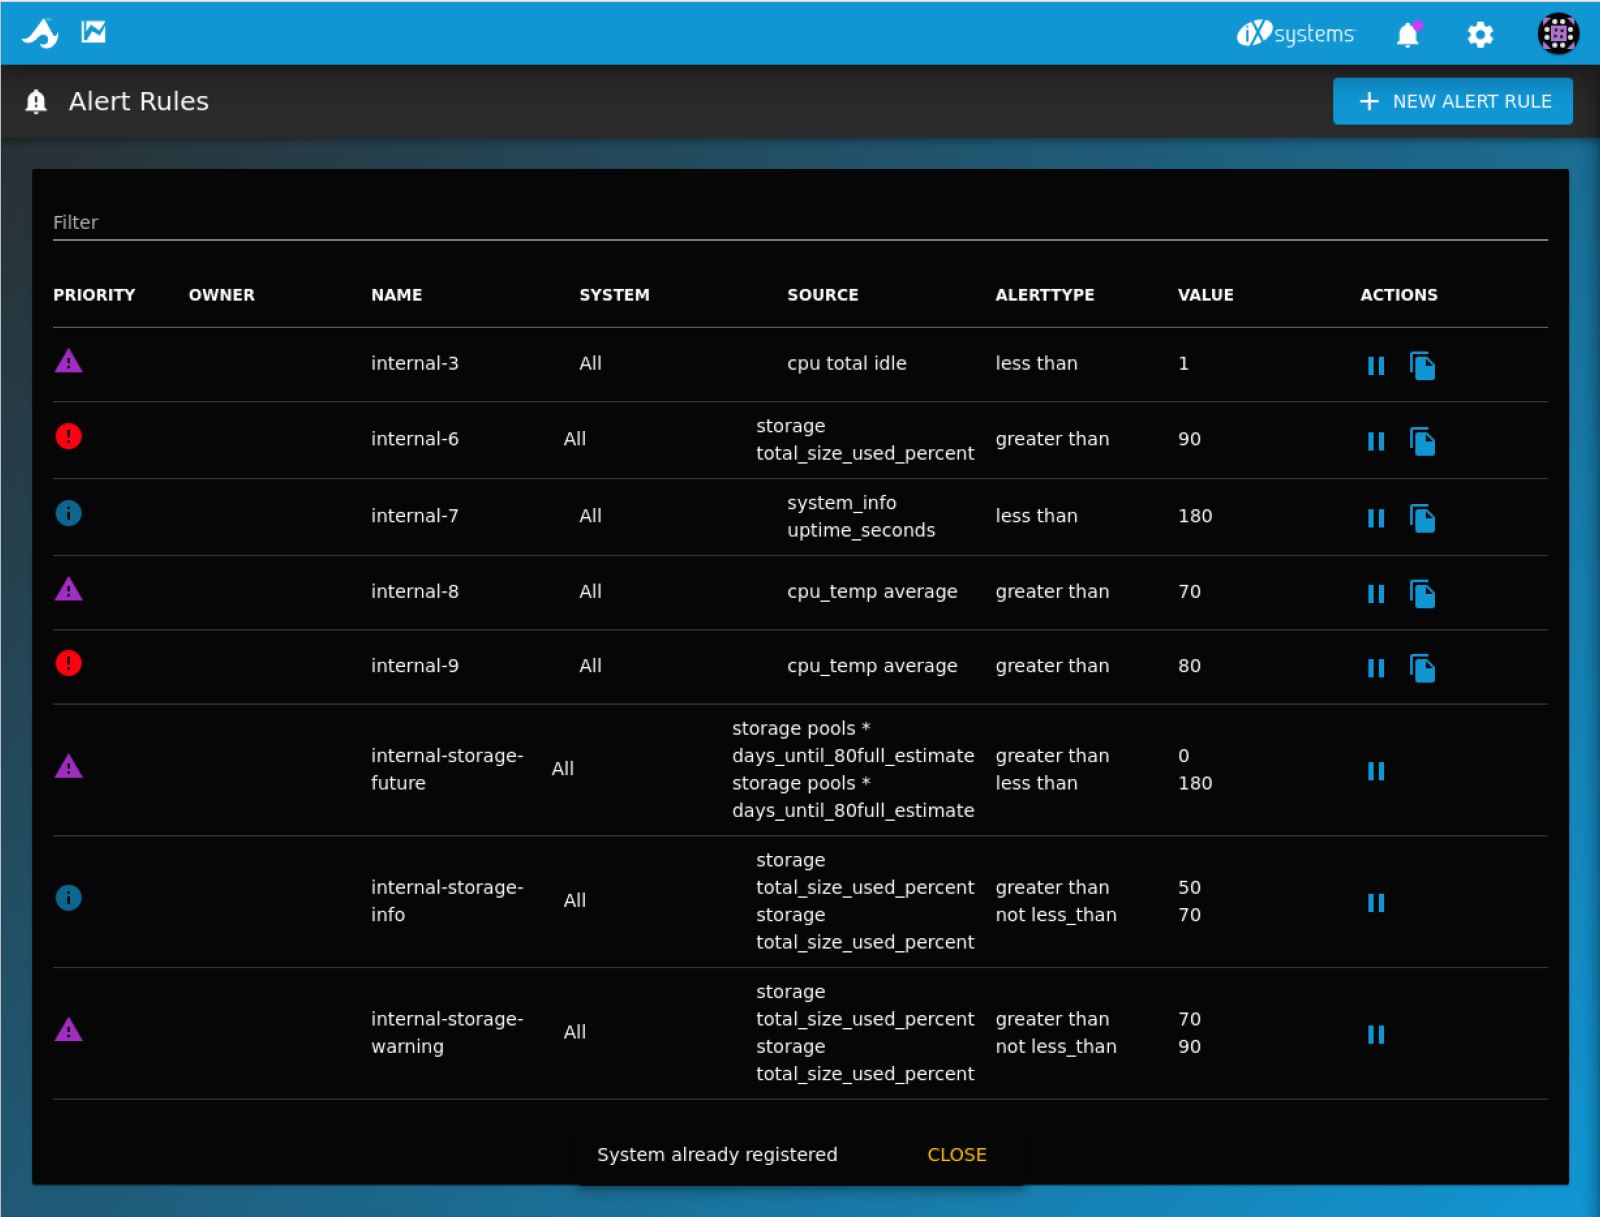 iXsystems
Alert Rules
+ NEW ALERT RULE
Filter
PRIORITY OWNER NAME SYSTEM SOURCE ALERTTYPE VALUE ACTIONS
internal-3 All cpu total idle less than 1
internal-6 All storage total_size_used_percent greater than 90
internal-7 All system_info uptime_seconds less than 180
internal-8 All cpu_temp average greater than 70
internal-9 All cpu_temp average greater than 80
internal-storage-
future
All
storage pools *
days_until_80full_estimate
storage pools *
days_until_80full_estimate
greater than
less than
0
180
internal-storage-
info
All
storage
total_size_used_percent
storage
total_size_used_percent
greater than
not less_than
50
70
internal-storage-
warning
All
storage
total_size_used_percent
storage
total_size_used_percent
greater than
not less_than
70
90
System already registered CLOSE